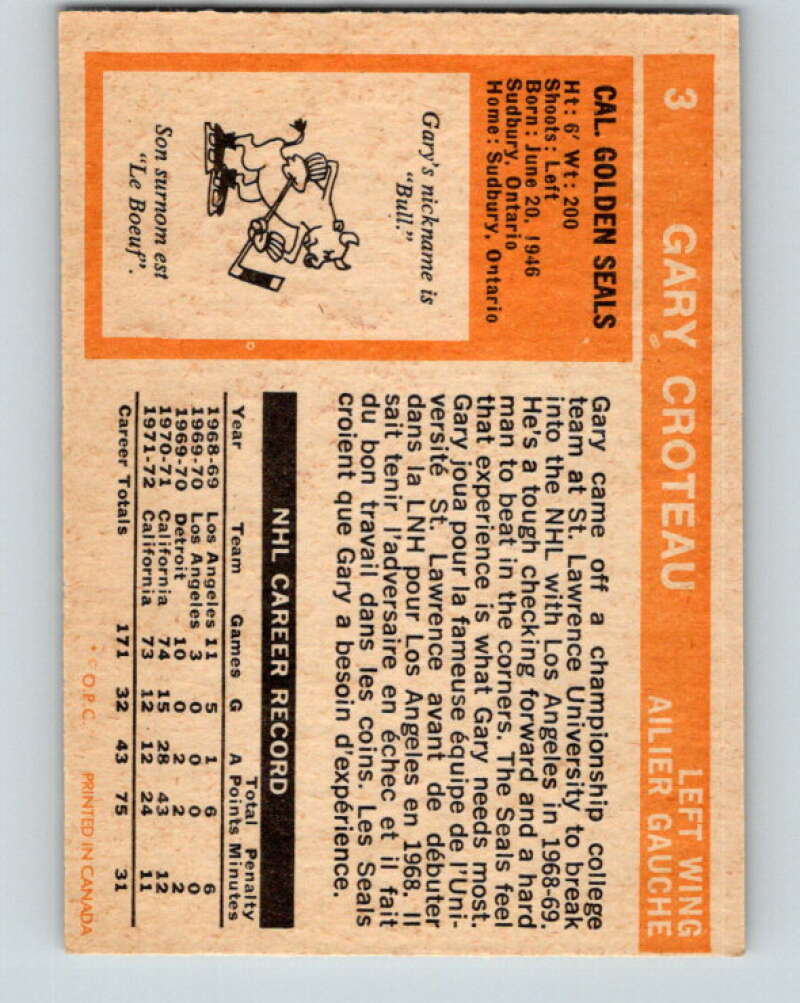 3 GARY CROTEAU LEFT WING
AILIER GAUCHE
CAL. GOLDEN SEALS
Ht: 6' Wt: 200
Shoots: Left
Born: June 20, 1946
Sudbury, Ontario
Home: Sudbury, Ontario
Gary's nickname is
"Bull."
Son surnom est
"Le Boeuf".
Gary came off a championship college
team at St. Lawrence University to break
into the NHL with Los Angeles in 1968-69.
He's a tough checking forward and a hard
man to beat in the corners. The Seals feel
that experience is what Gary needs most.
Gary joua pour la fameuse équipe de l'Uni-
versité St. Lawrence avant de débuter
dans la LNH pour Los Angeles en 1968. Il
sait tenir l'adversaire en échec et il fait
du bon travail dans les coins. Les Seals
croient que Gary a besoin d'expérience.
NHL CAREER RECORD
Total Penalty
Year Team Games G A Points Minutes
1968-69 Los Angeles 11 5 1 6 6
1969-70 Los Angeles 3 0 0 0 0
1969-70 Detroit 10 0 2 2 2
1970-71 California 74 15 28 43 12
1971-72 California 73 12 12 24 11
Career Totals 171 32 43 75 31
* © O.P.C. PRINTED IN CANADA